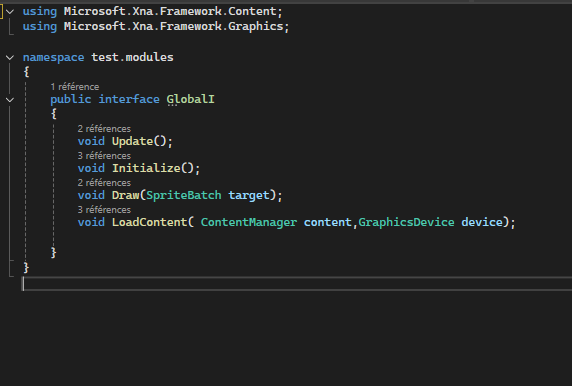 using Microsoft.Xna.Framework.Content;
using Microsoft.Xna.Framework.Graphics;
namespace test.modules
{
1 référence
public interface GlobalI
{
2 références
void Update();
3 références
void Initialize();
2 références
void Draw(SpriteBatch target);
3 références
void LoadContent( ContentManager content,GraphicsDevice device);
}
}